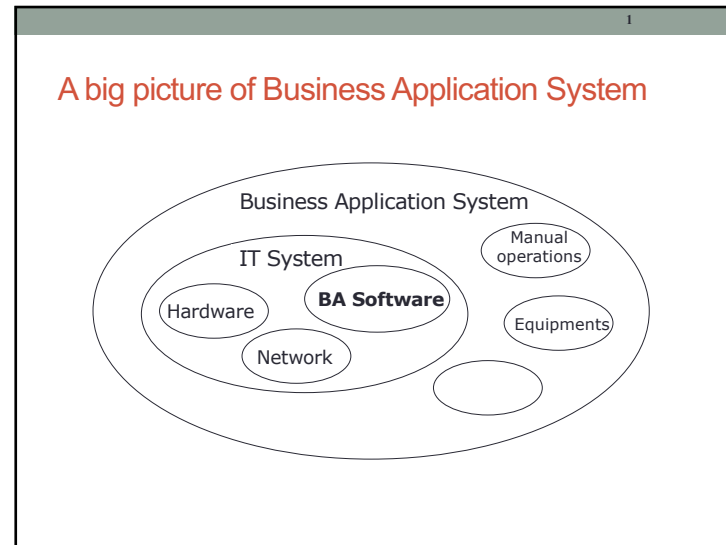 1
A big picture of Business Application System
Business Application System
Manual
operations
IT System
BA Software
Hardware
Equipments
Network